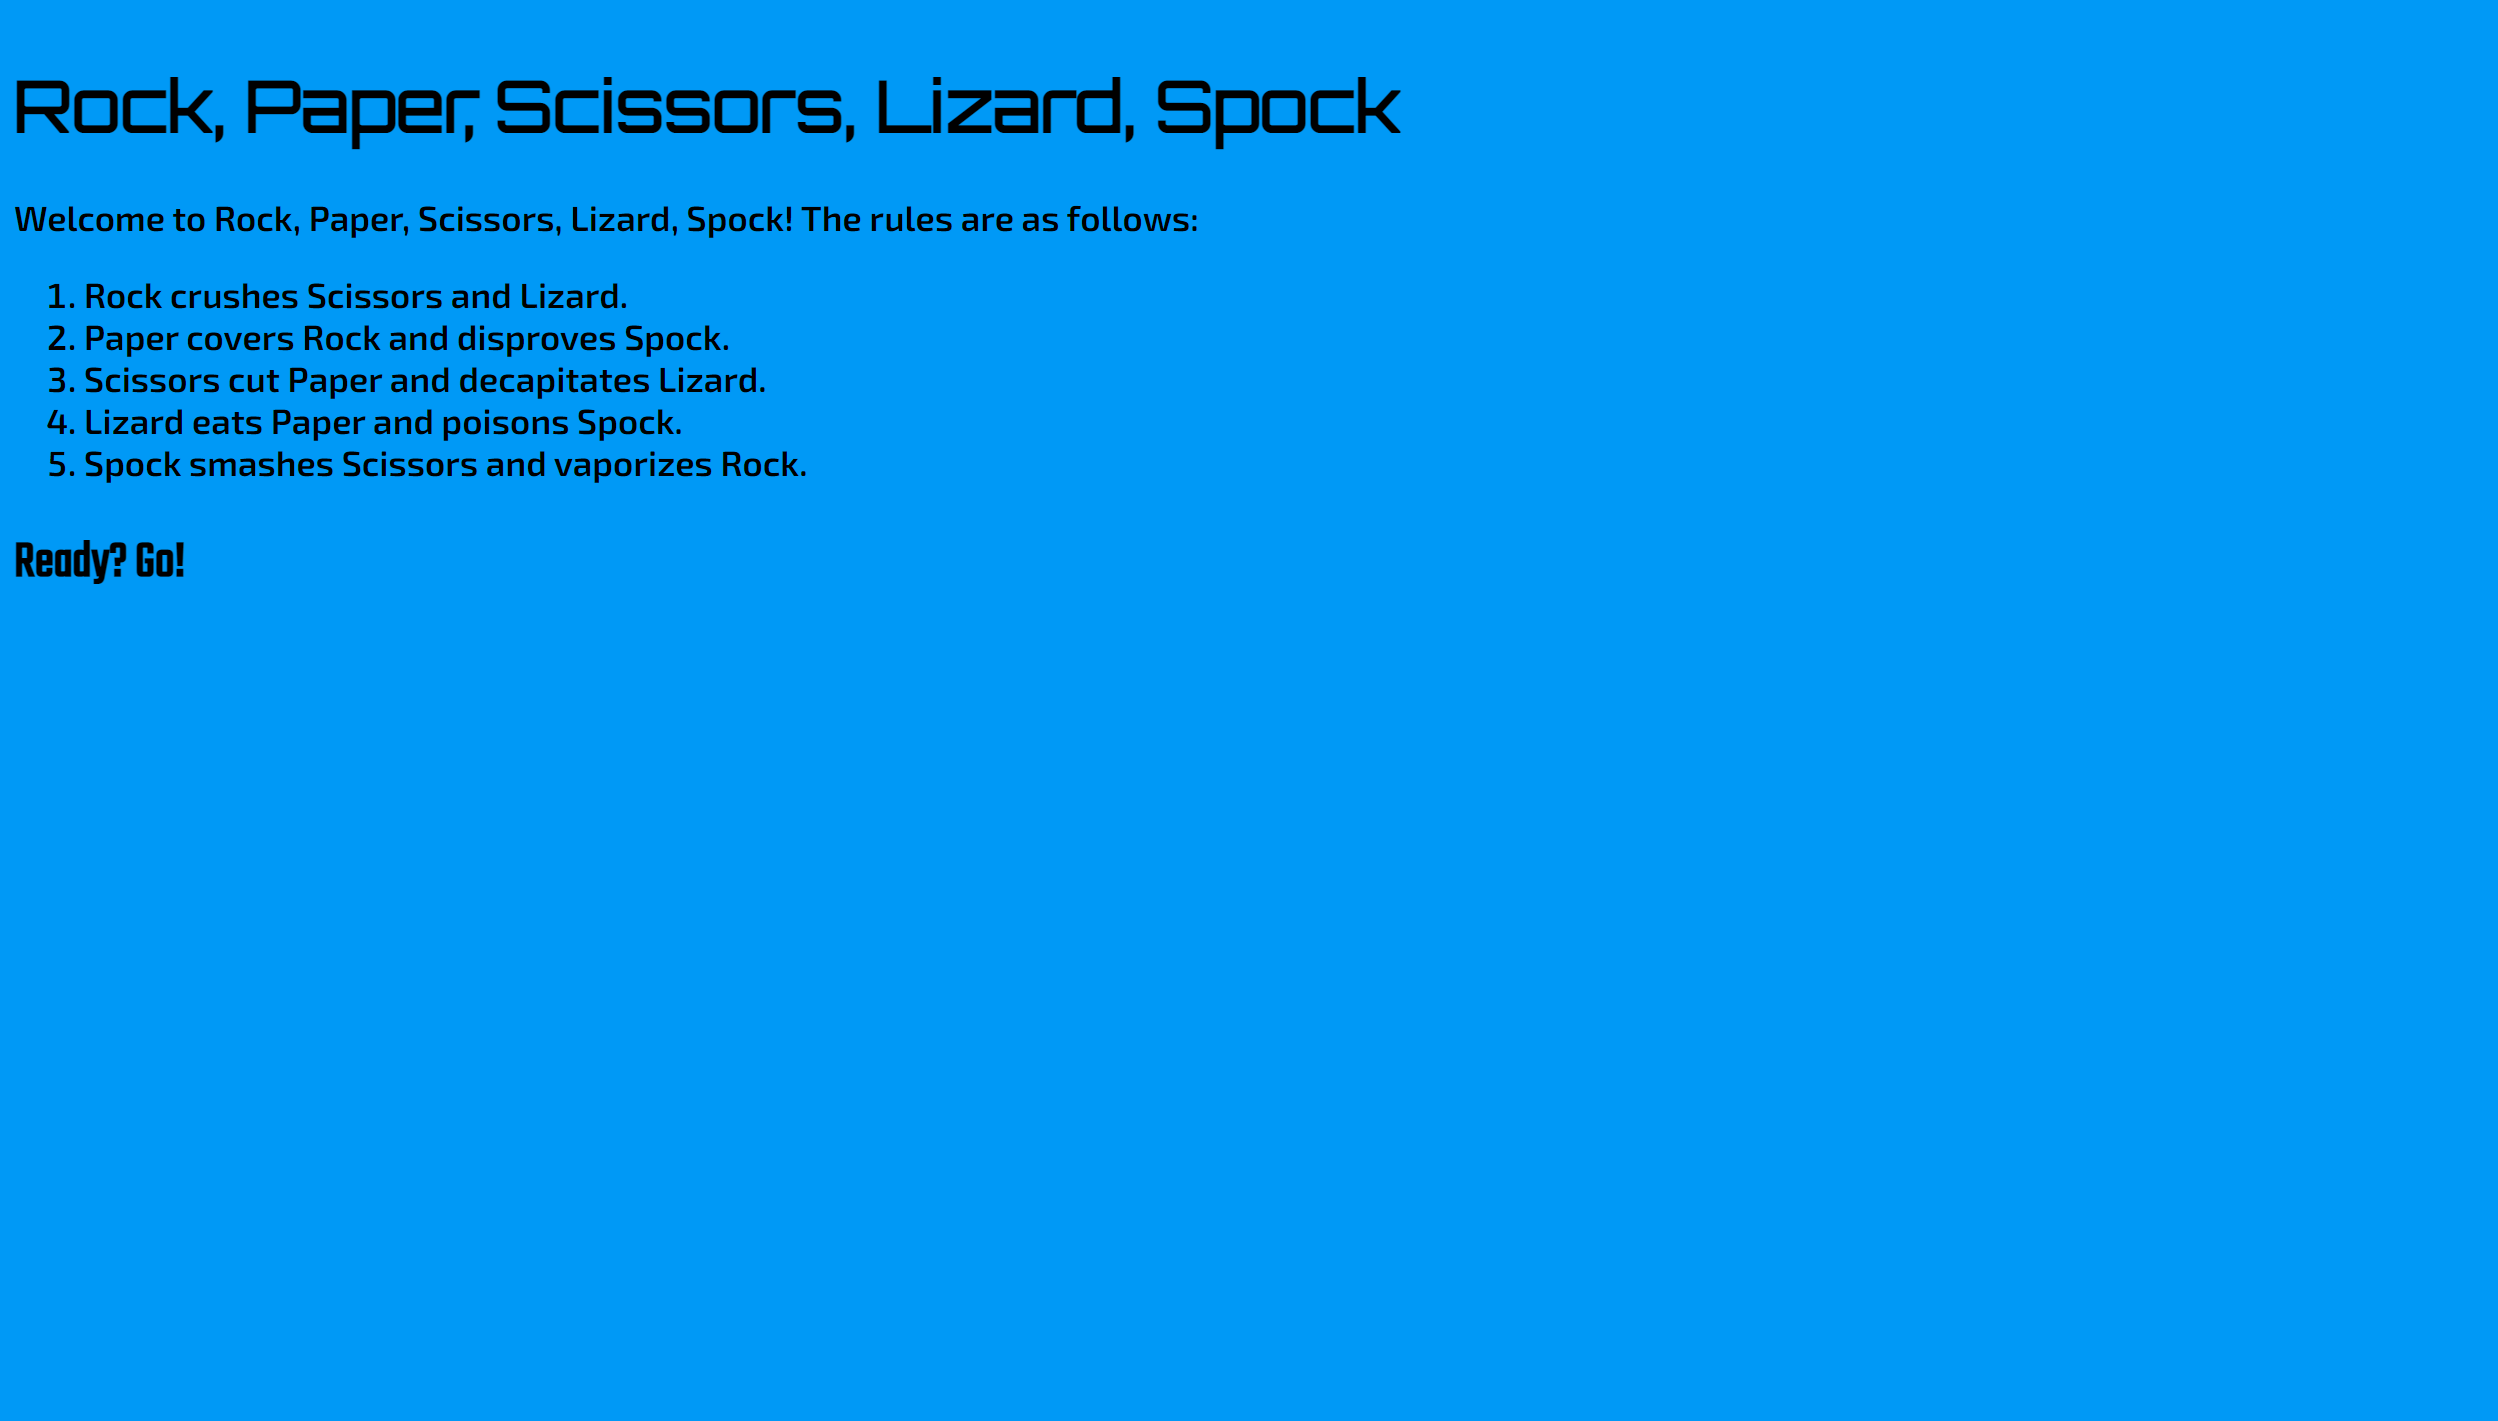 Rock, Paper, Scissors, Lizard, Spock
Welcome to Rock, Paper, Scissors, Lizard, Spock! The rules are as follows:
1. Rock crushes Scissors and Lizard.
2. Paper covers Rock and disproves Spock.
3. Scissors cut Paper and decapitates Lizard.
4. Lizard eats Paper and poisons Spock.
5. Spock smashes Scissors and vaporizes Rock.
Ready? Go!